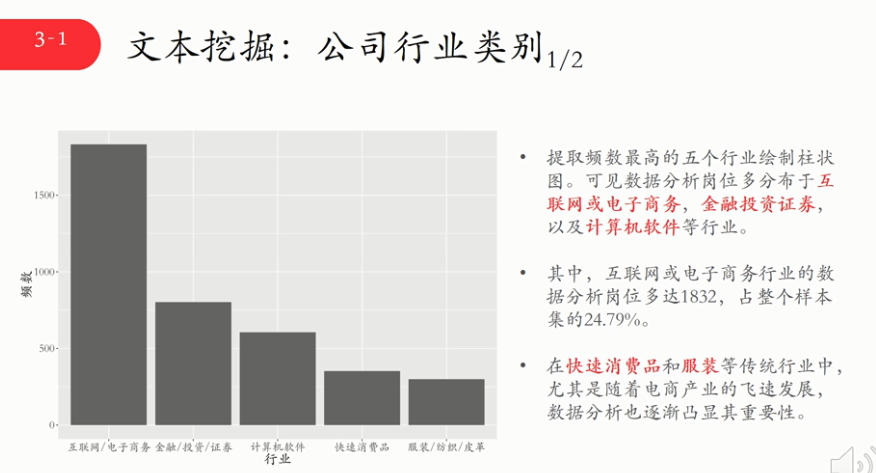 3-1
文本挖掘：公司行业类别1/2
1500
1000
500
0
频数
互联网/电子商务 金融/投资/证券 计算机软件 快速消费品 服装/纺织/皮革
行业
• 提取频数最高的五个行业绘制柱状
图。可见数据分析岗位多分布于互
联网或电子商务，金融投资证券，
以及计算机软件等行业。
• 其中，互联网或电子商务行业的数
据分析岗位多达1832，占整个样本
集的24.79%。
• 在快速消费品和服装等传统行业中，
尤其是随着电商产业的飞速发展，
数据分析也逐渐凸显其重要性。